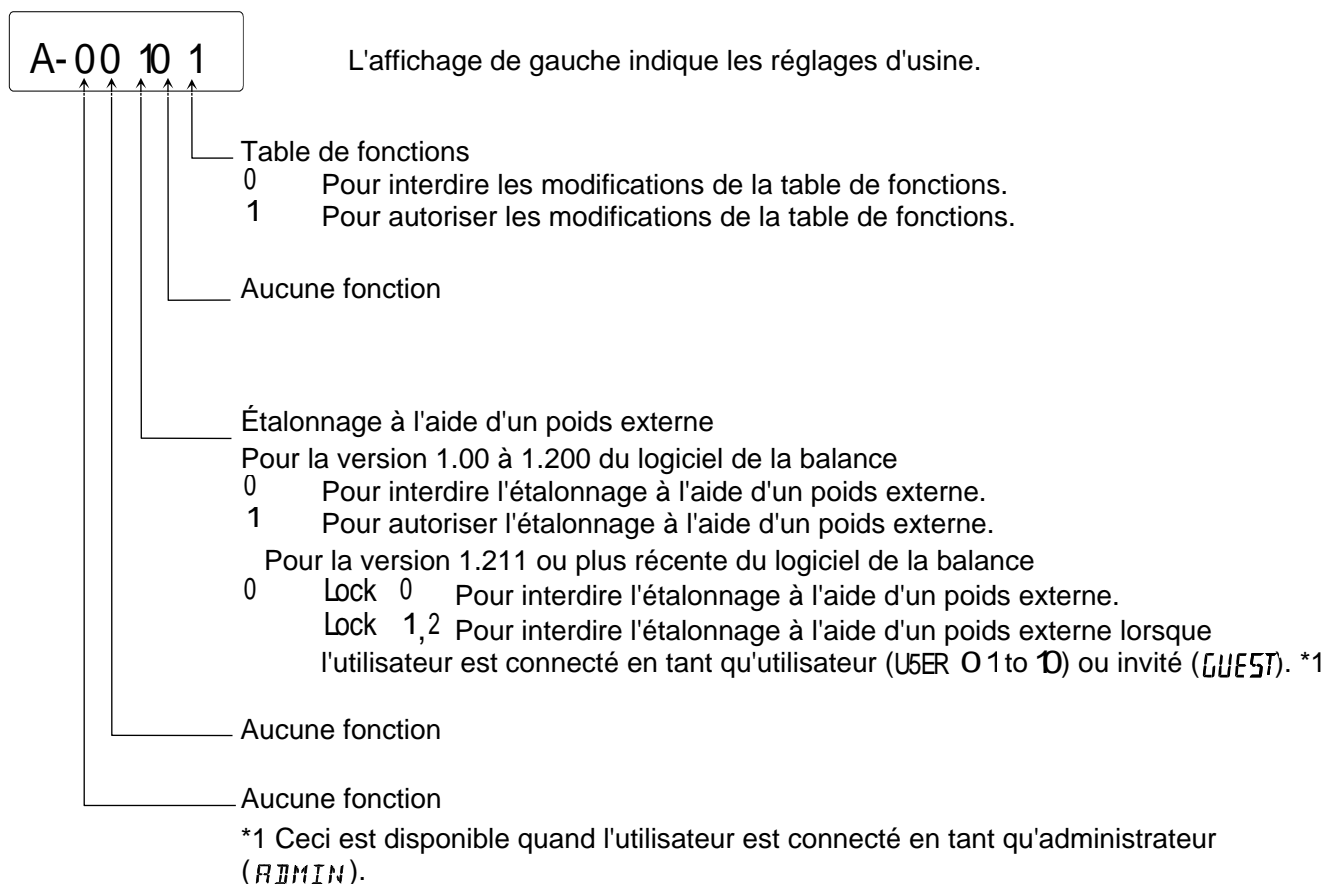 A-00101
L'affichage de gauche indique les réglages d'usine.
Table de fonctions
0 Pour interdire les modifications de la table de fonctions.
1 Pour autoriser les modifications de la table de fonctions.
Aucune fonction
Étalonnage à l'aide d'un poids externe
Pour la version 1.00 à 1.200 du logiciel de la balance
0 Pour interdire l'étalonnage à l'aide d'un poids externe.
1 Pour autoriser l'étalonnage à l'aide d'un poids externe.
Pour la version 1.211 ou plus récente du logiciel de la balance
0 Lock 0 Pour interdire l'étalonnage à l'aide d'un poids externe.
Lock 1,2 Pour interdire l'étalonnage à l'aide d'un poids externe lorsque
l'utilisateur est connecté en tant qu'utilisateur (USER 01 to 10) ou invité (GUEST). *1
Aucune fonction
Aucune fonction
*1 Ceci est disponible quand l'utilisateur est connecté en tant qu'administrateur
(ADMIN).